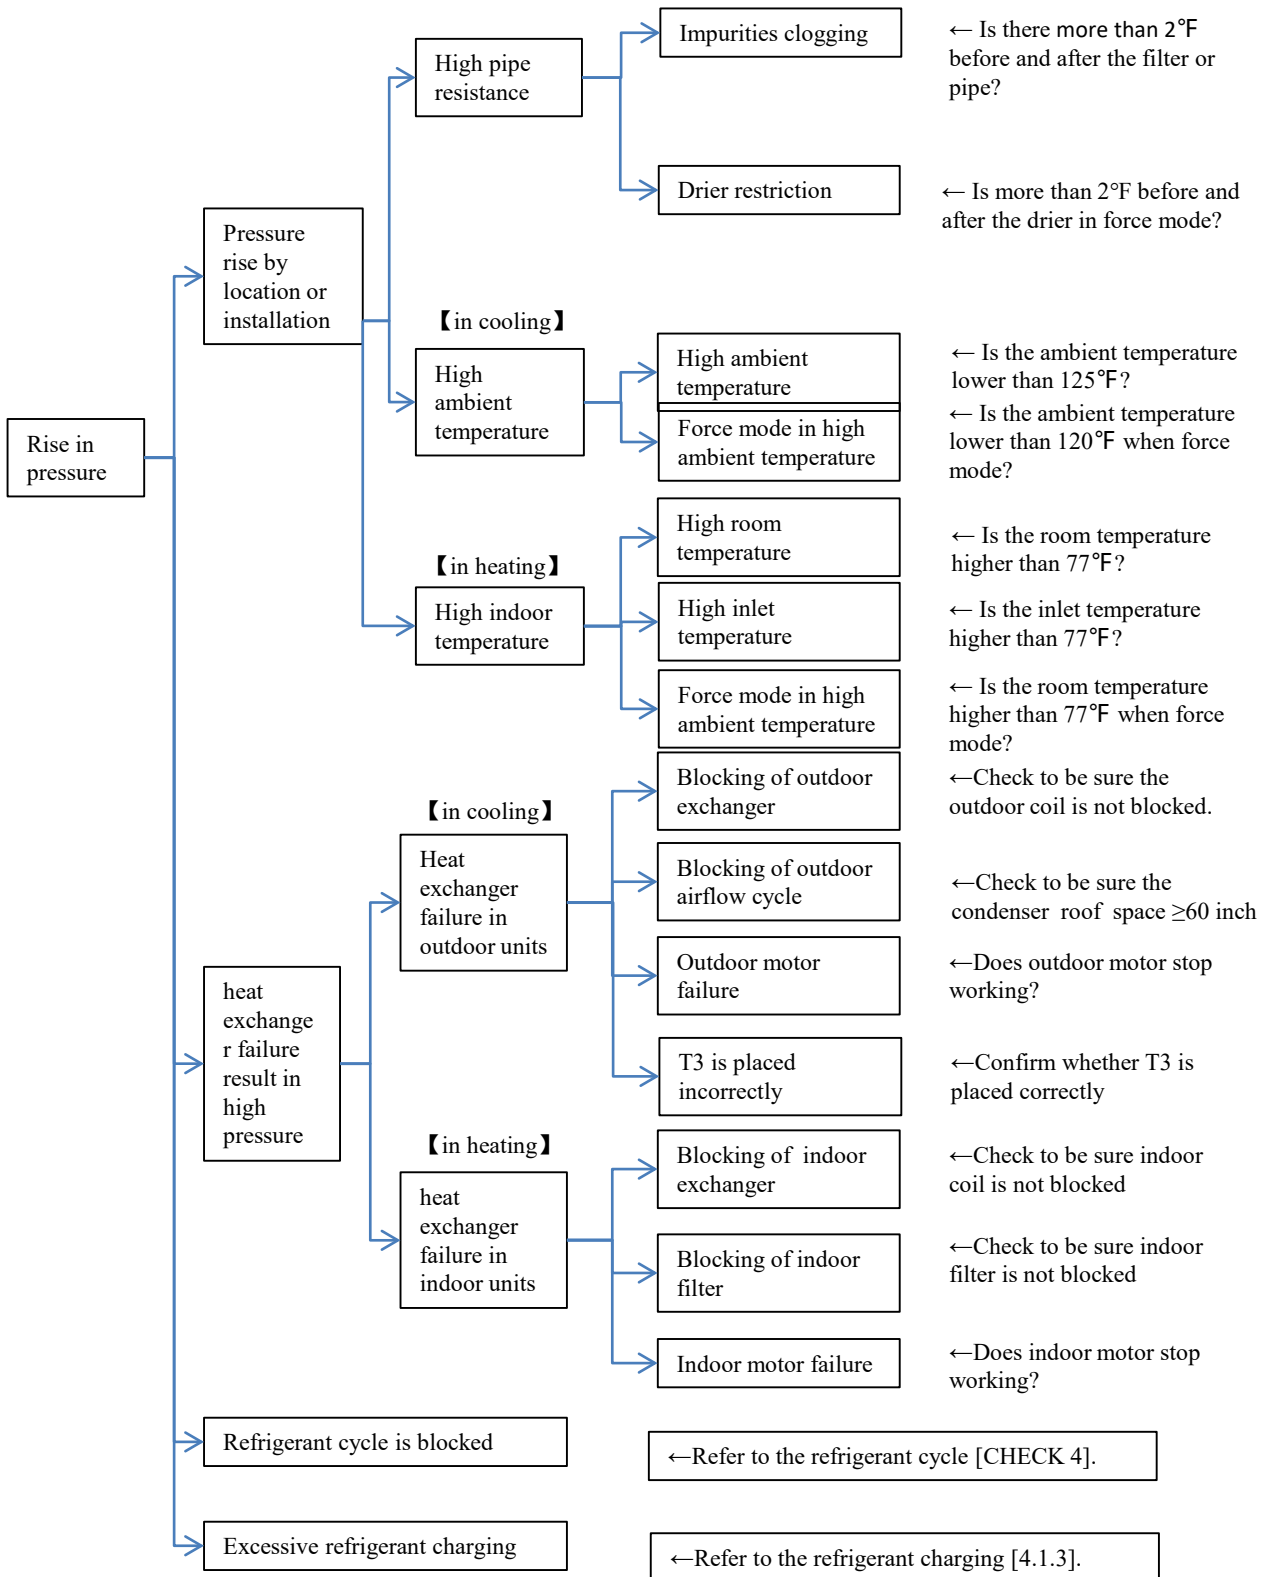 Impurities clogging
← Is there more than 2℉
before and after the filter or
pipe?
High pipe
resistance
Drier restriction
← Is more than 2°F before and
after the drier in force mode?
Pressure
rise by
location or
installation
【in cooling】
High
ambient
temperature
High ambient
temperature
← Is the ambient temperature
lower than 125℉?
Force mode in high
ambient temperature
← Is the ambient temperature
lower than 120℉ when force
mode?
Rise in
pressure
High room
temperature
← Is the room temperature
higher than 77℉?
【in heating】
High indoor
temperature
High inlet
temperature
← Is the inlet temperature
higher than 77℉?
Force mode in high
ambient temperature
← Is the room temperature
higher than 77℉ when force
mode?
Blocking of outdoor
exchanger
←Check to be sure the
outdoor coil is not blocked.
【in cooling】
Heat
exchanger
failure in
outdoor units
Blocking of outdoor
airflow cycle
←Check to be sure the
condenser roof space ≥60 inch
Outdoor motor
failure
←Does outdoor motor stop
working?
heat
exchange
r failure
result in
high
pressure
T3 is placed
incorrectly
←Confirm whether T3 is
placed correctly
【in heating】
heat
exchanger
failure in
indoor units
Blocking of indoor
exchanger
←Check to be sure indoor
coil is not blocked
Blocking of indoor
filter
←Check to be sure indoor
filter is not blocked
Indoor motor failure
←Does indoor motor stop
working?
Refrigerant cycle is blocked
←Refer to the refrigerant cycle [CHECK 4].
Excessive refrigerant charging
←Refer to the refrigerant charging [4.1.3].